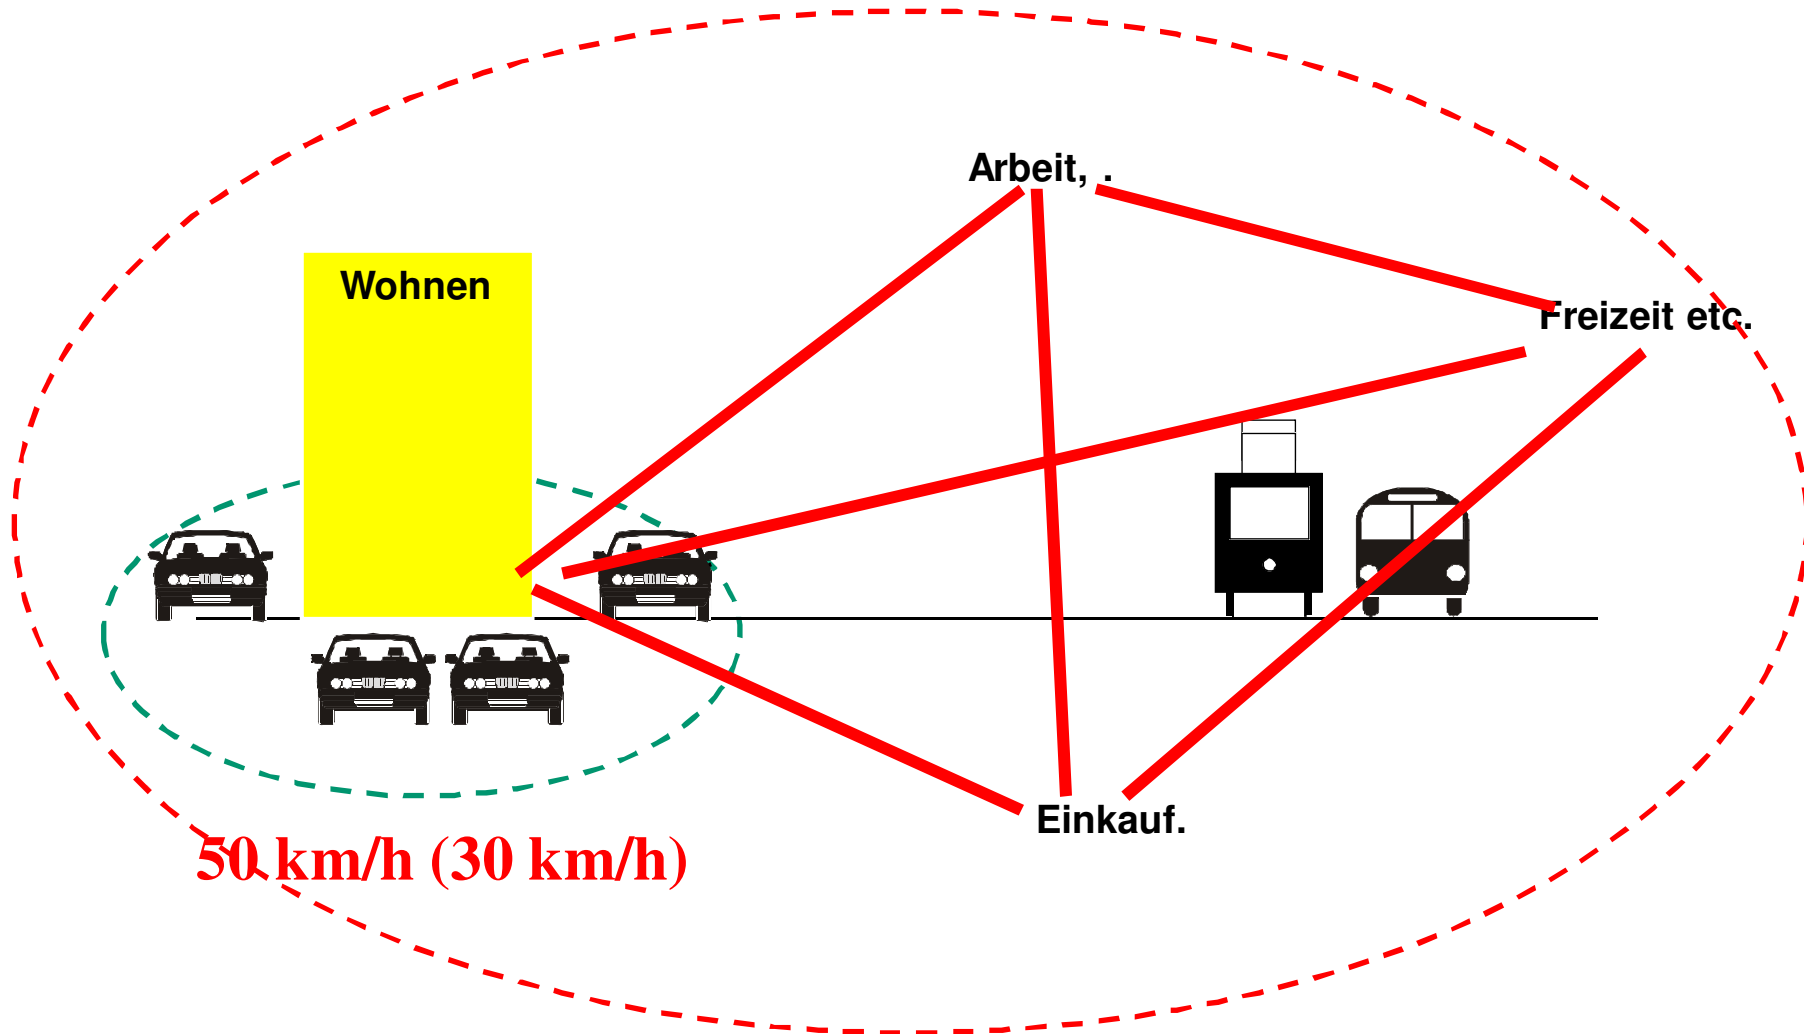 Arbeit, .
Wohnen
Freizeit etc.
Einkauf.
50 km/h (30 km/h)